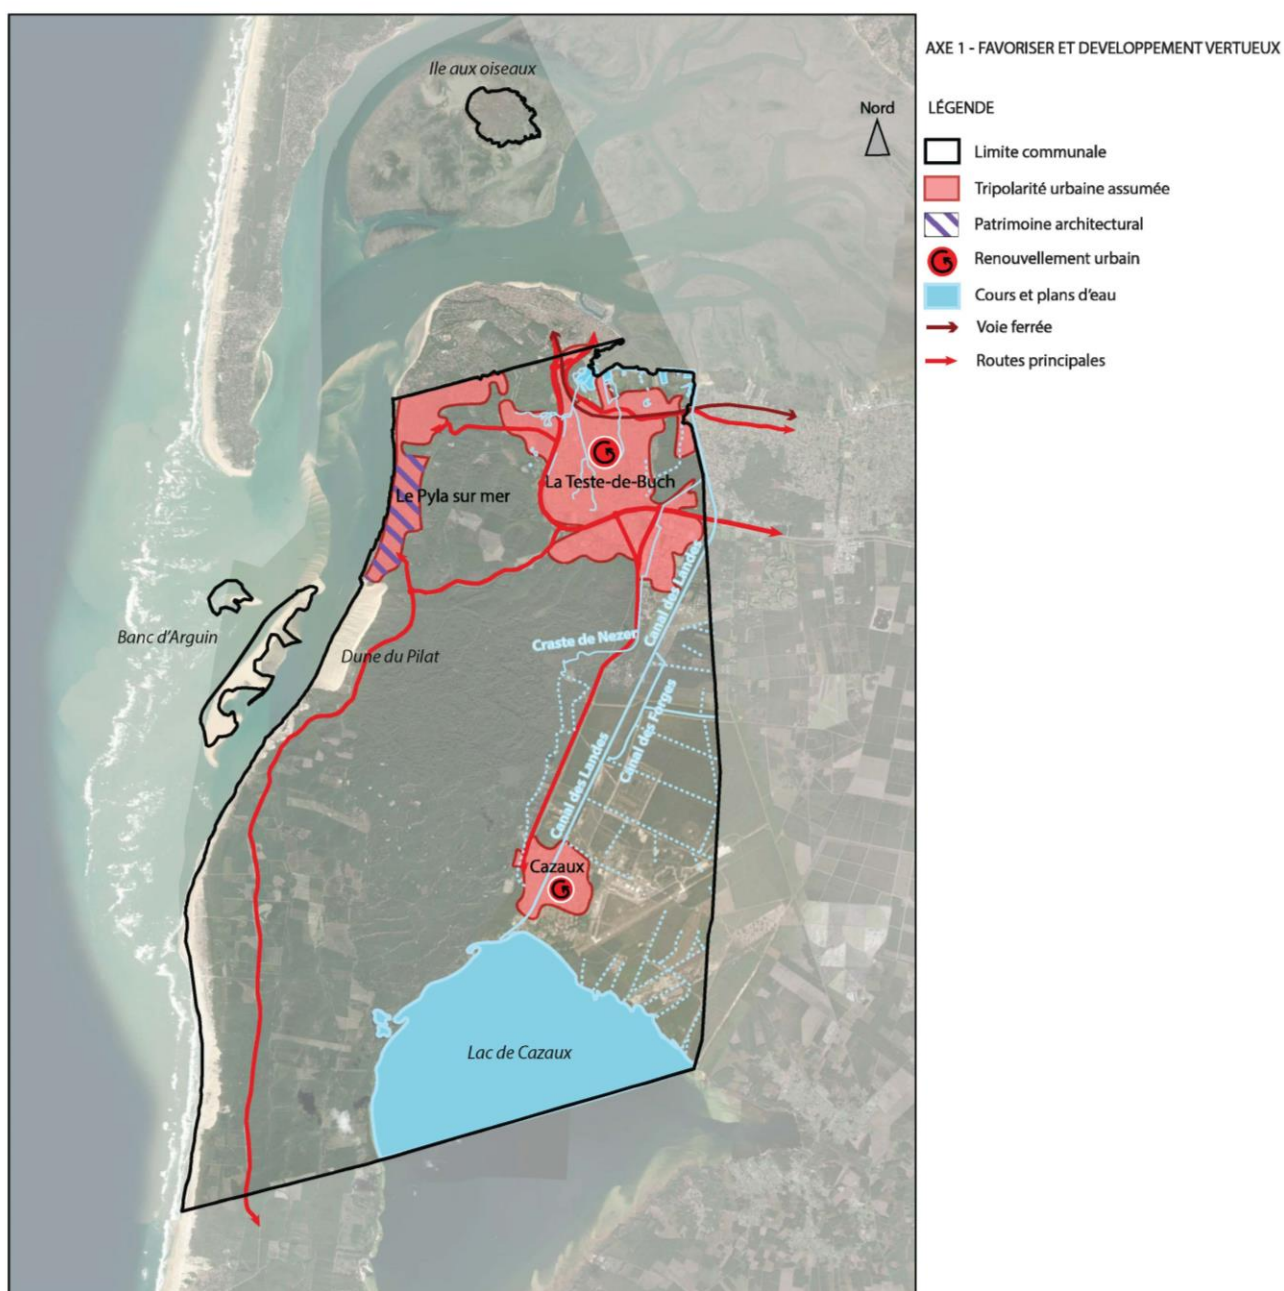 AXE 1 - FAVORISER ET DEVELOPPEMENT VERTUEUX
LÉGENDE
Limite communale
Tripolarité urbaine assumée
Patrimoine architectural
Renouvellement urbain
Cours et plans d'eau
Voie ferrée
Routes principales
Nord
Ile aux oiseaux
La Teste-de-Buch
Le Pyla sur mer
Banc d'Arguin
Dune du Pilat
Craste de Nezer
Canal des Landes
Canal des Forges
Canal des Landes
Cazaux
Lac de Cazaux